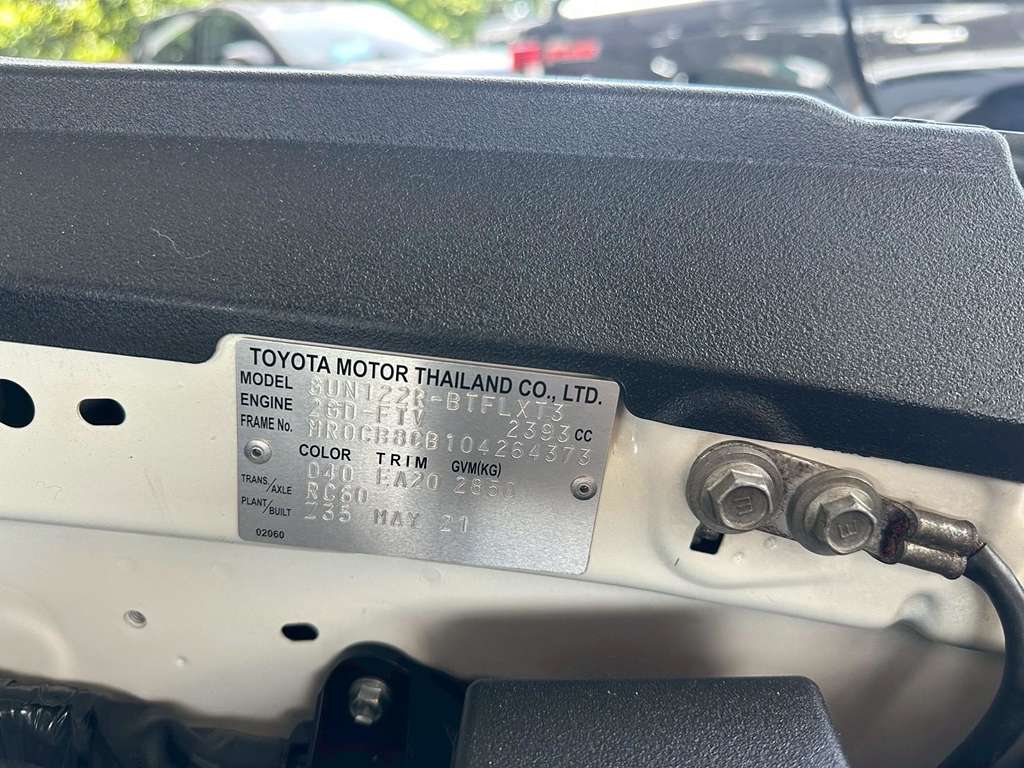 TOYOTA MOTOR THAILAND CO., LTD.
MODEL GUN122R-BTFLXT3
ENGINE 2GD-FTV 2393 CC
FRAME No. MR0CB8CB104264373
COLOR TRIM GVM(KG)
040 EA20 2850
TRANS./AXLE RC60
PLANT/BUILT Z35 MAY 21
02060